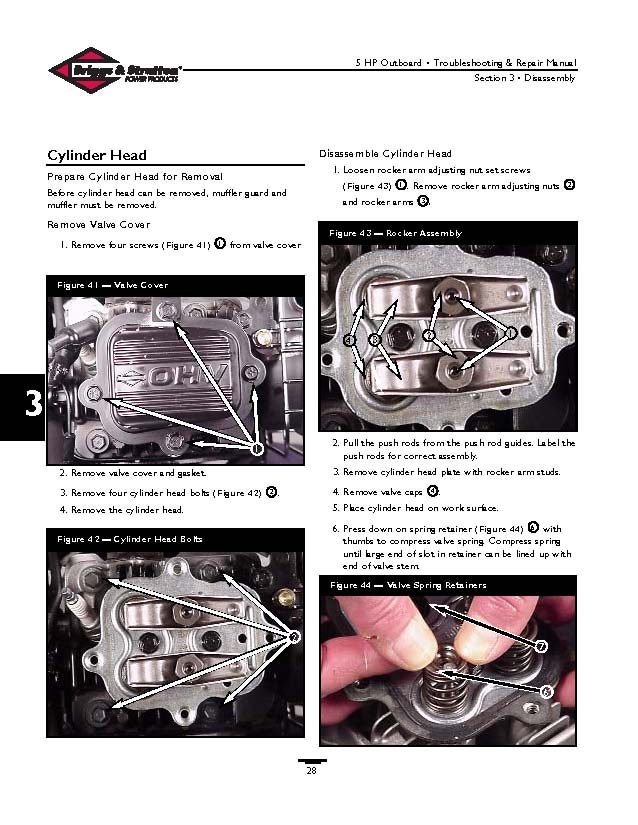 Briggs & Stratton
POWER PRODUCTS
5 HP Outboard • Troubleshooting & Repair Manual
Section 3 • Disassembly
Cylinder Head
Prepare Cylinder Head for Removal
Before cylinder head can be removed, muffler guard and
muffler must be removed.
Remove Valve Cover
1. Remove four screws (Figure 41) 1 from valve cover
Figure 41 — Valve Cover
OHV
1
3
2. Remove valve cover and gasket.
3. Remove four cylinder head bolts (Figure 42) 2.
4. Remove the cylinder head.
Figure 42 — Cylinder Head Bolts
2
Disassemble Cylinder Head
1. Loosen rocker arm adjusting nut set screws
(Figure 43) 1. Remove rocker arm adjusting nuts 2
and rocker arms 3.
Figure 43 — Rocker Assembly
4 3 2 1
2. Pull the push rods from the push rod guides. Label the
push rods for correct assembly.
3. Remove cylinder head plate with rocker arm studs.
4. Remove valve caps 4.
5. Place cylinder head on work surface.
6. Press down on spring retainer (Figure 44) 6 with
thumbs to compress valve spring. Compress spring
until large end of slot in retainer can be lined up with
end of valve stem.
Figure 44 — Valve Spring Retainers
7
6
28